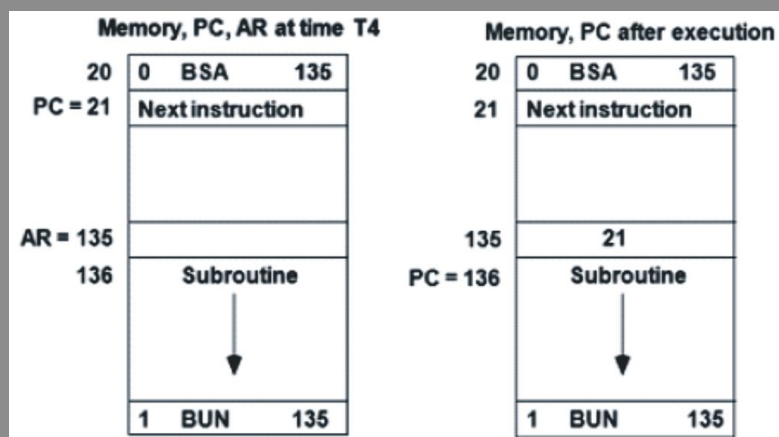 Memory, PC, AR at time T4
20 0 BSA 135
PC = 21 Next instruction
AR = 135
136 Subroutine
1 BUN 135
Memory, PC after execution
20 0 BSA 135
21 Next instruction
135 21
PC = 136 Subroutine
1 BUN 135